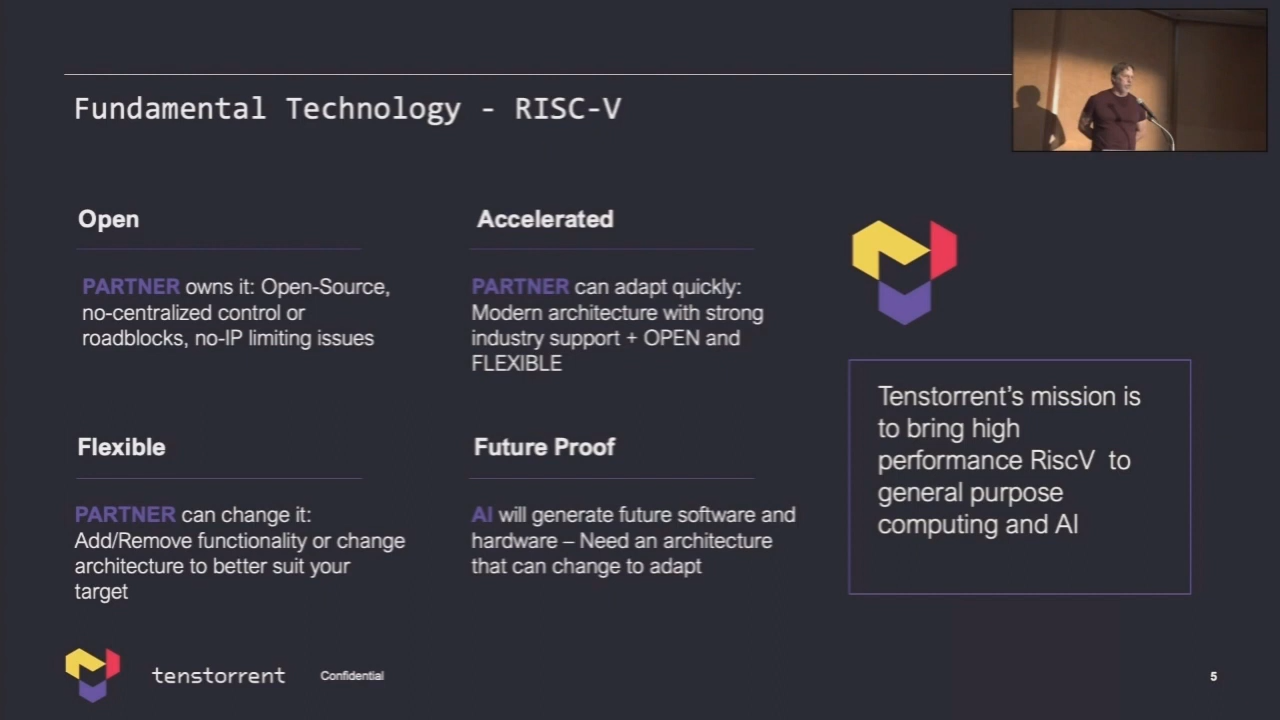 Fundamental Technology - RISC-V
Open
PARTNER owns it: Open-Source,
no-centralized control or
roadblocks, no-IP limiting issues
Accelerated
PARTNER can adapt quickly:
Modern architecture with strong
industry support + OPEN and
FLEXIBLE
Flexible
PARTNER can change it:
Add/Remove functionality or change
architecture to better suit your
target
Future Proof
AI will generate future software and
hardware – Need an architecture
that can change to adapt
Tenstorrent’s mission is
to bring high
performance RiscV  to
general purpose
computing and AI
tenstorrent
Confidential
5